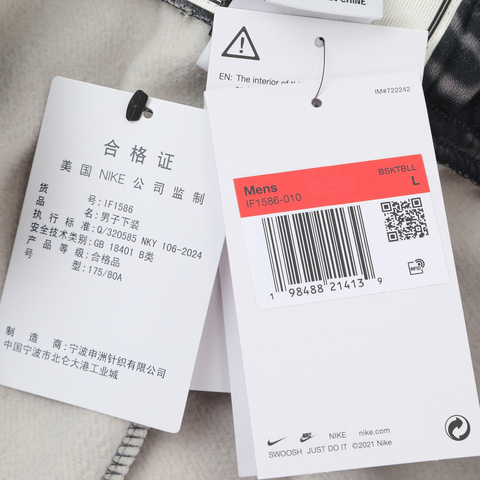 CHINE
EN: The interior of th
IM#722242
合格证
美国 NIKE 公司监制
货号: IF1586
品名: 男子下装
执行标准: Q/320585 NKY 106-2024
安全技术类别: GB 18401 B类
产品等级: 合格品
号型: 175/80A
制造商: 宁波申洲针织有限公司
中国宁波市北仑大港工业城
BSKTBLL
Mens L
IF1586-010
1 98488 21413 9
RFID
NIKE nike.com
SWOOSH JUST DO IT ©2021 Nike